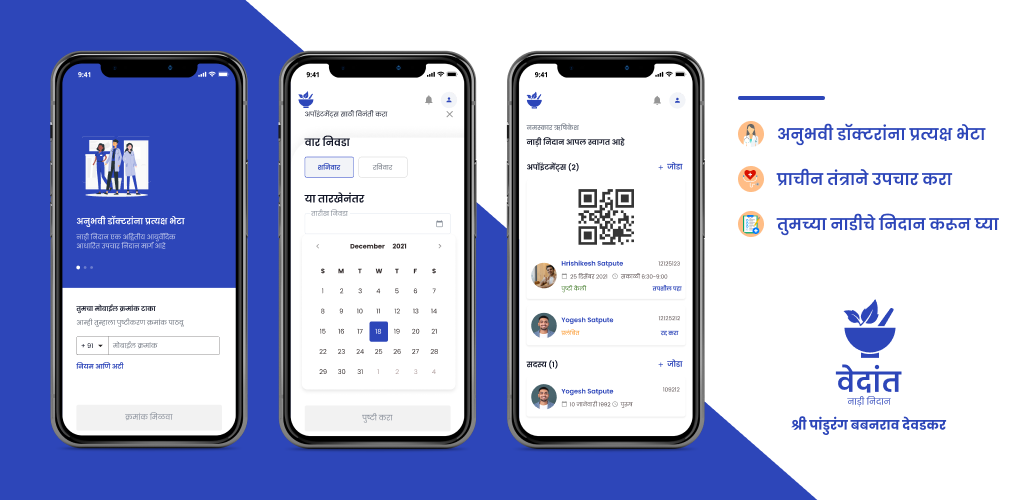 9:41
अनुभवी डॉक्टरांना प्रत्यक्ष भेटा
नाडी निदान एक अद्वितीय आयुर्वेदिक
आधारित उपचार निदान मार्ग आहे
तुमचा मोबाईल क्रमांक टाका
आम्ही तुम्हाला पुष्टीकरण क्रमांक पाठवू
+ 91
मोबाईल क्रमांक
नियम आणि अटी
क्रमांक मिळवा
9:41
अपॉइंटमेंट्स साठी विनंती करा
वार निवडा
शनिवार
रविवार
या तारखेनंतर
तारीख निवडा
December 2021
S M T W T F S
1 2 3 4 5 6 7
8 9 10 11 12 13 14
15 16 17 18 19 20 21
22 23 24 25 26 27 28
29 30 31 1 2 3 4
पुष्टी करा
9:41
नमस्कार ऋषिकेश
नाडी निदान आपल स्वागत आहे
अपॉइंटमेंट्स (2)
+ जोडा
Hrishikesh Satpute
12125123
25 डिसेंबर 2021
सकाळी 6:30-9:00
पुष्टी केली
तपशील पहा
Yogesh Satpute
12125212
प्रलंबित
रद्द करा
सदस्य (1)
+ जोडा
Yogesh Satpute
109212
10 जानेवारी 1992
पुरुष
अनुभवी डॉक्टरांना प्रत्यक्ष भेटा
प्राचीन तंत्राने उपचार करा
तुमच्या नाडीचे निदान करून घ्या
वेदांत
नाड़ी निदान
श्री पांडुरंग बबनराव देवडकर